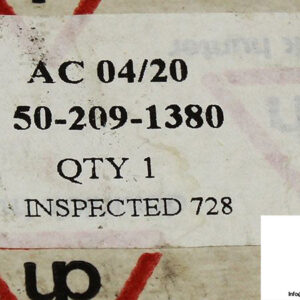 AC 04/20
50-209-1380
QTY 1
INSPECTED 728
up